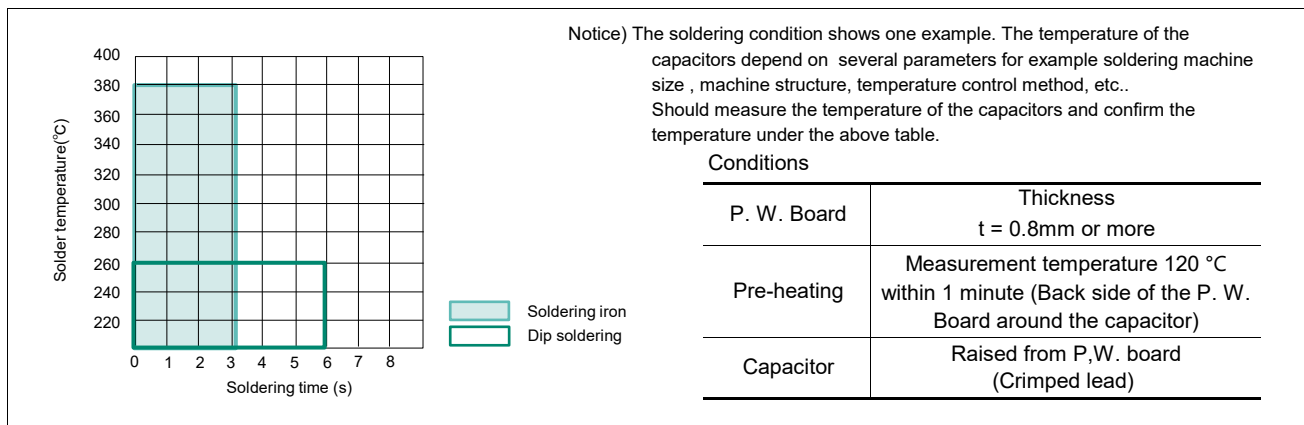 400
380
360
340
320
300
280
260
240
220
Solder temperature(°C)
0 1 2 3 4 5 6 7 8
Soldering time (s)
Soldering iron
Dip soldering
Notice) The soldering condition shows one example. The temperature of the
capacitors depend on several parameters for example soldering machine
size , machine structure, temperature control method, etc..
Should measure the temperature of the capacitors and confirm the
temperature under the above table.
Conditions
P. W. Board
Thickness
t = 0.8mm or more
Pre-heating
Measurement temperature 120 °C
within 1 minute (Back side of the P. W.
Board around the capacitor)
Capacitor
Raised from P,W. board
(Crimped lead)